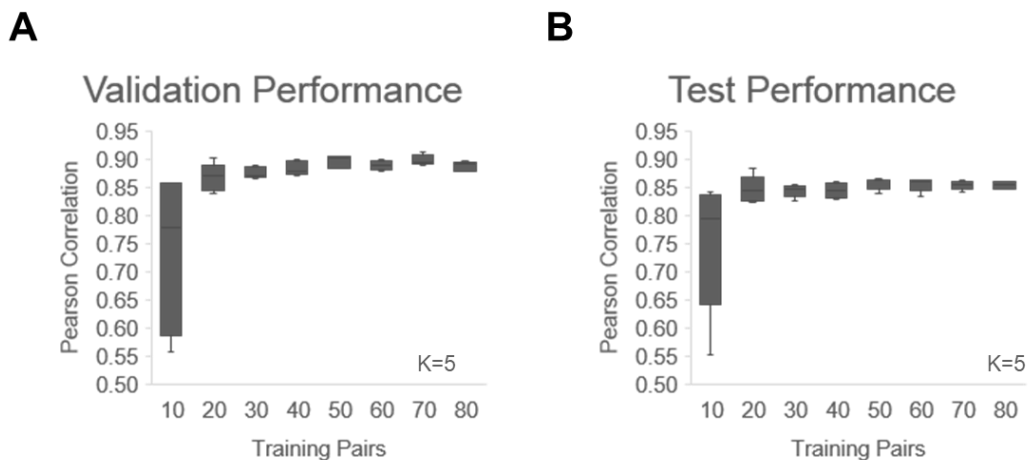 A
Validation Performance
Pearson Correlation
0.95
0.90
0.85
0.80
0.75
0.70
0.65
0.60
0.55
0.50
K=5
10 20 30 40 50 60 70 80
Training Pairs
B
Test Performance
Pearson Correlation
0.95
0.90
0.85
0.80
0.75
0.70
0.65
0.60
0.55
0.50
K=5
10 20 30 40 50 60 70 80
Training Pairs